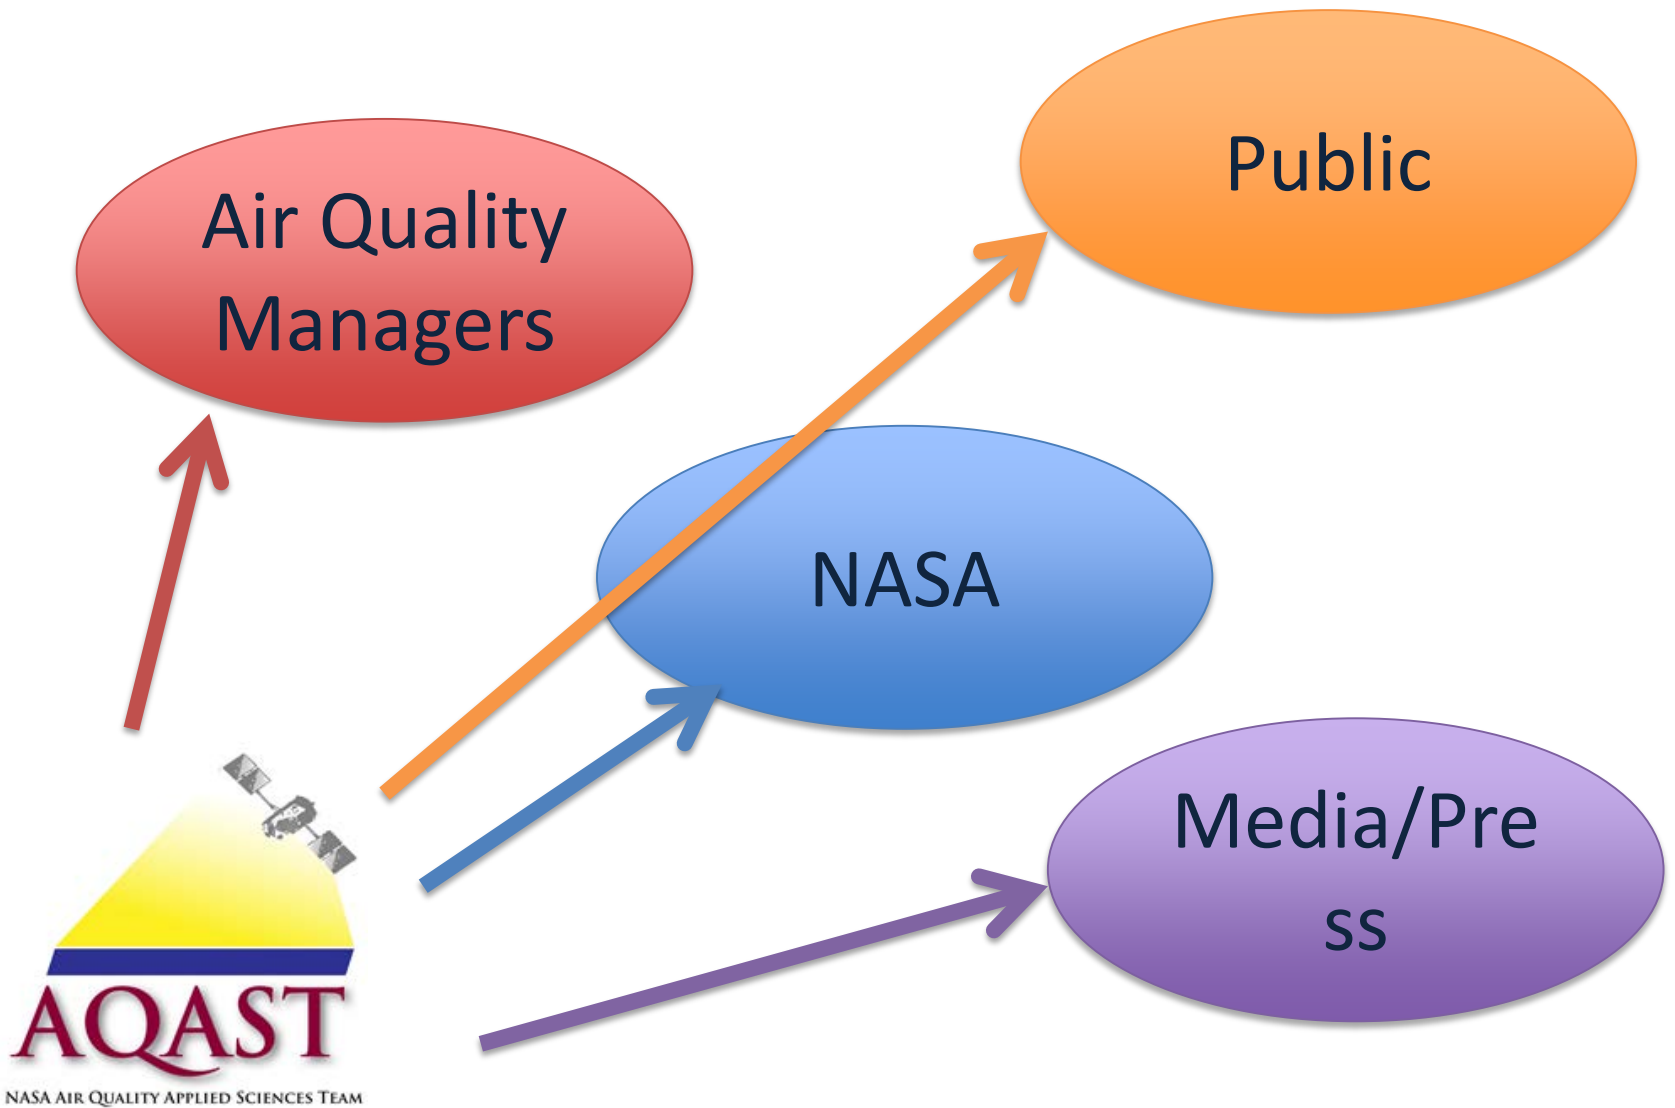 Public
Air Quality
Managers
NASA
Media/Pre
ss
AQAST
NASA AIR QUALITY APPLIED SCIENCES TEAM